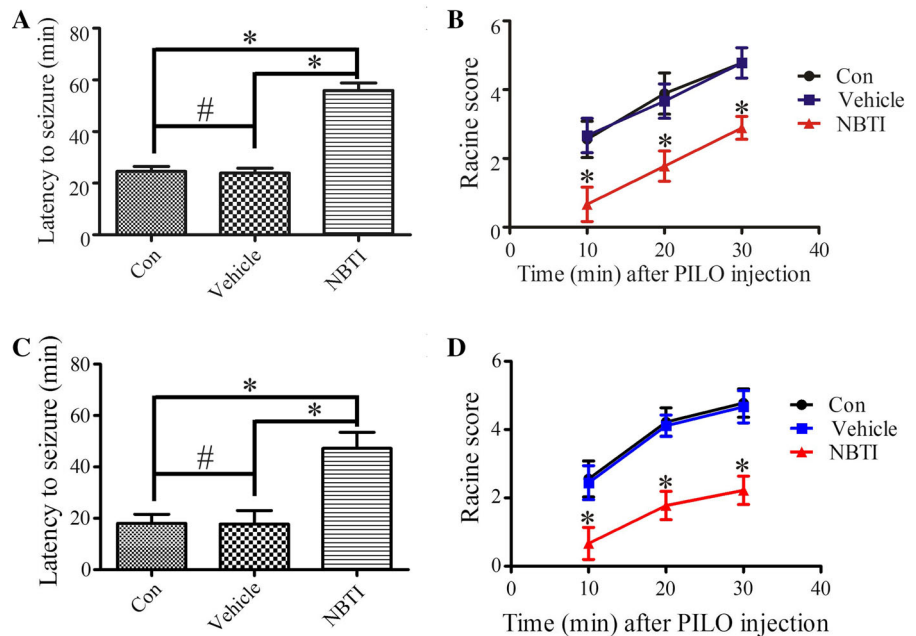 A
Latency to seizure (min)
80
60
40
20
0
*
*
#
Con
Vehicle
NBTI
B
Racine score
6
4
2
0
*
*
*
Con
Vehicle
NBTI
0
10
20
30
40
Time (min) after PILO injection
C
Latency to seizure (min)
80
60
40
20
0
*
*
#
Con
Vehicle
NBTI
D
Racine score
6
4
2
0
*
*
*
Con
Vehicle
NBTI
0
10
20
30
40
Time (min) after PILO injection